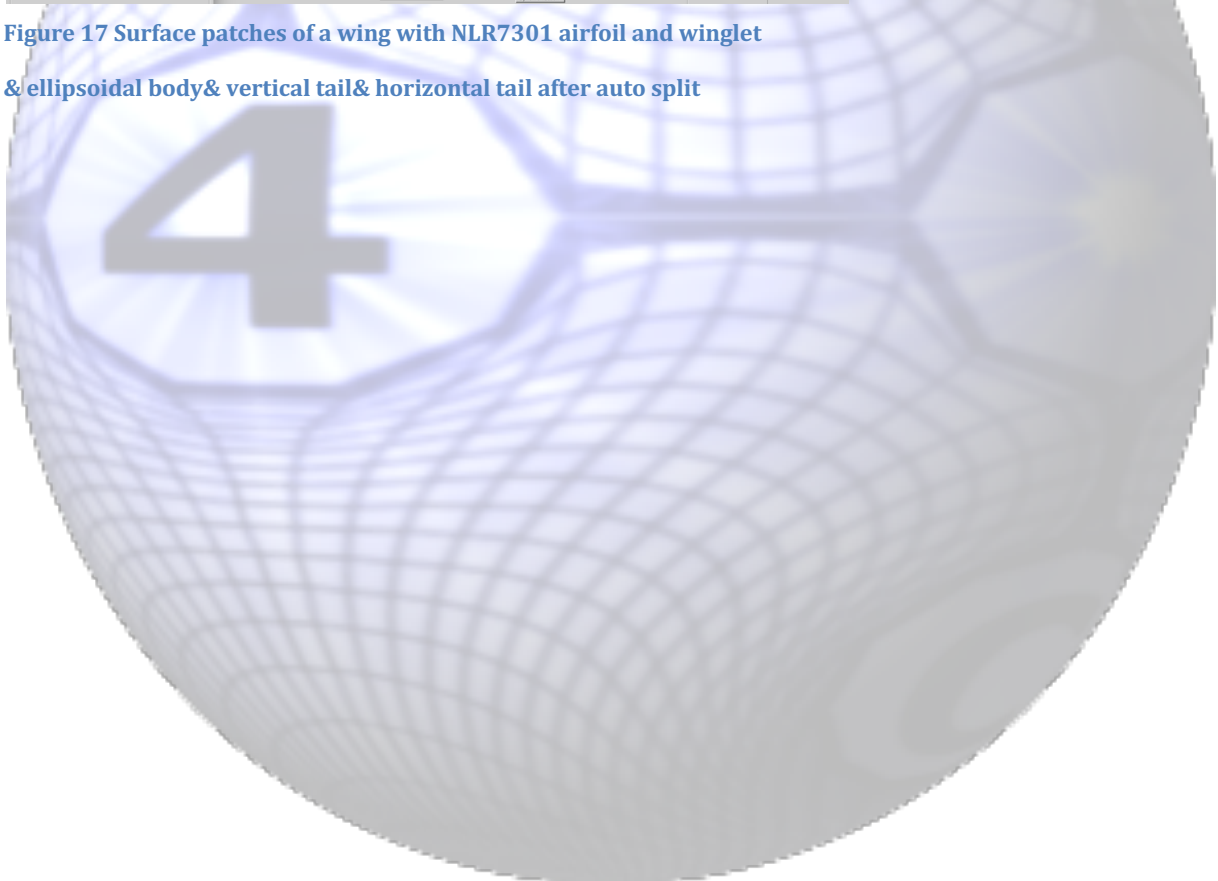 Figure 17 Surface patches of a wing with NLR7301 airfoil and winglet
& ellipsoidal body& vertical tail& horizontal tail after auto split
4